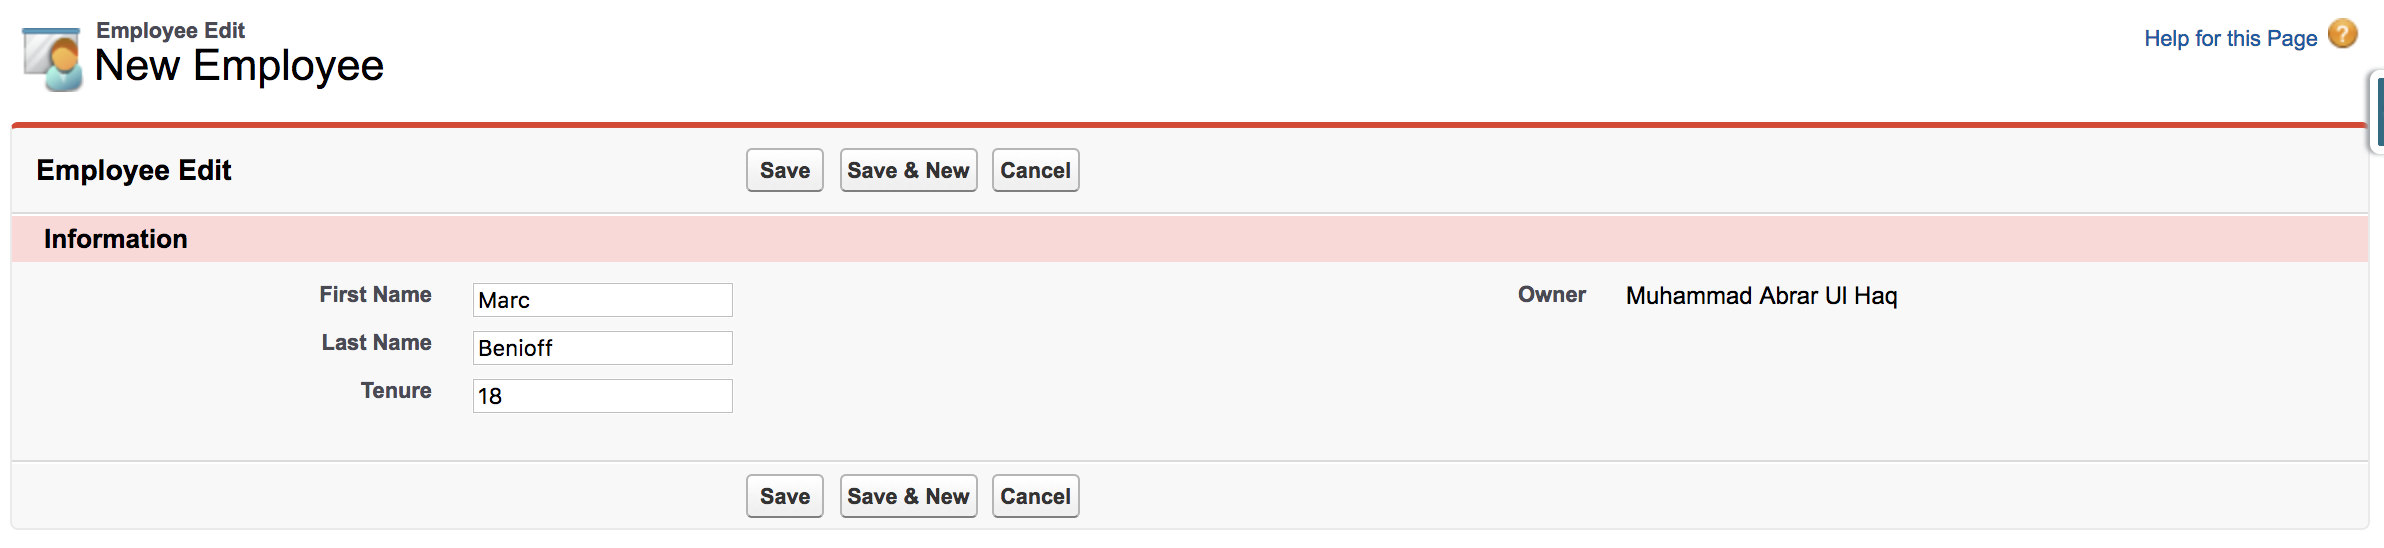 Employee Edit
New Employee
Help for this Page ?
Employee Edit Save Save & New Cancel
Information
First Name Marc Owner Muhammad Abrar Ul Haq
Last Name Benioff
Tenure 18
Save Save & New Cancel